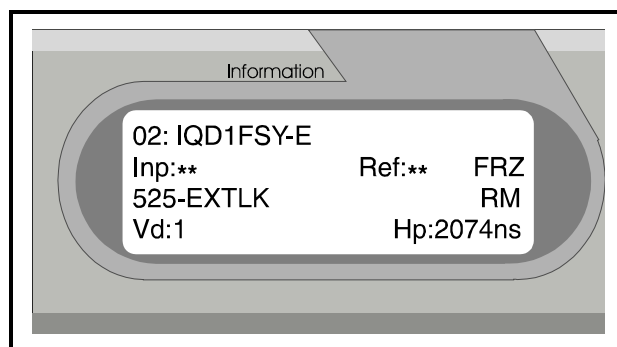 Information
02: IQD1FSY-E
Inp:** Ref:** FRZ
525-EXTLK RM
Vd:1 Hp:2074ns